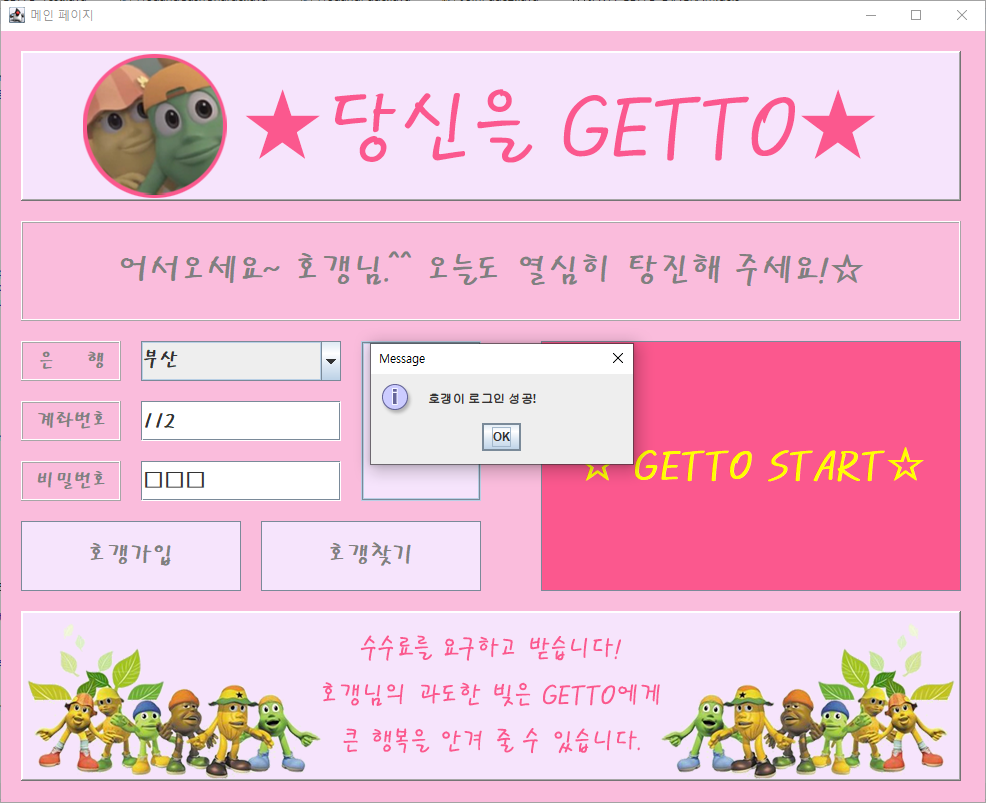 메인 페이지
★당신을 GETTO★
어서오세요~ 호갱님.^^ 오늘도 열심히 탕진해 주세요!☆
은 행
부산
계좌번호
112
비밀번호
호갱가입
호갱찾기
Message
호갱이 로그인 성공!
OK
☆ GETTO START☆
수수료를 요구하고 받습니다!
호갱님의 과도한 빚은 GETTO에게
큰 행복을 안겨 줄 수 있습니다.